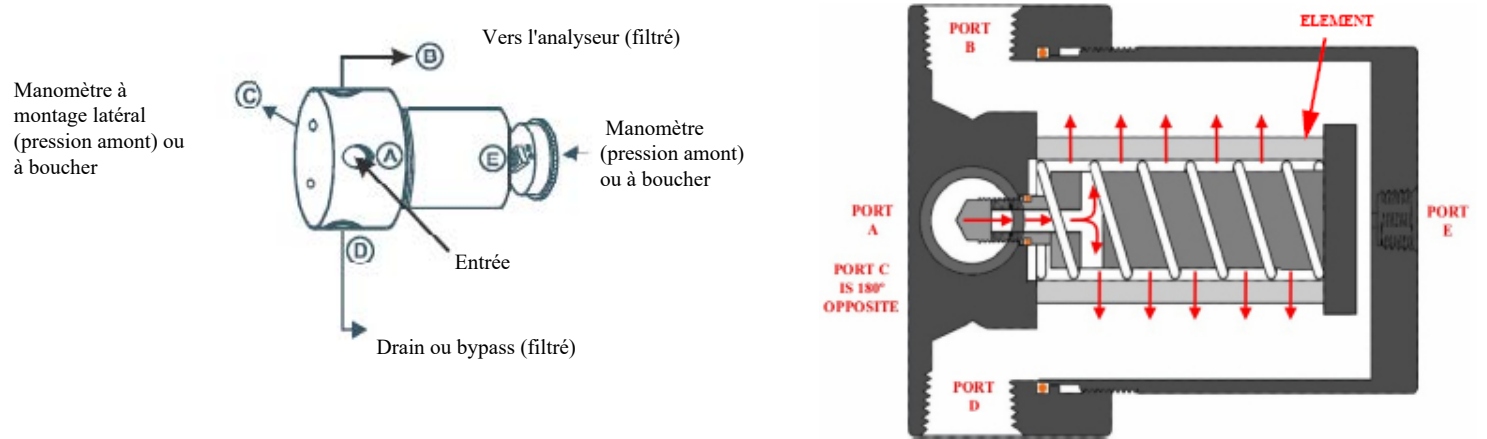 Vers l'analyseur (filtré)
B
Manomètre à
montage latéral
(pression amont) ou
à boucher
C
A
E
Manomètre
(pression amont)
ou à boucher
D
Entrée
Drain ou bypass (filtré)
PORT
B
ELEMENT
PORT
A
PORT C
IS 180°
OPPOSITE
PORT
E
PORT
D